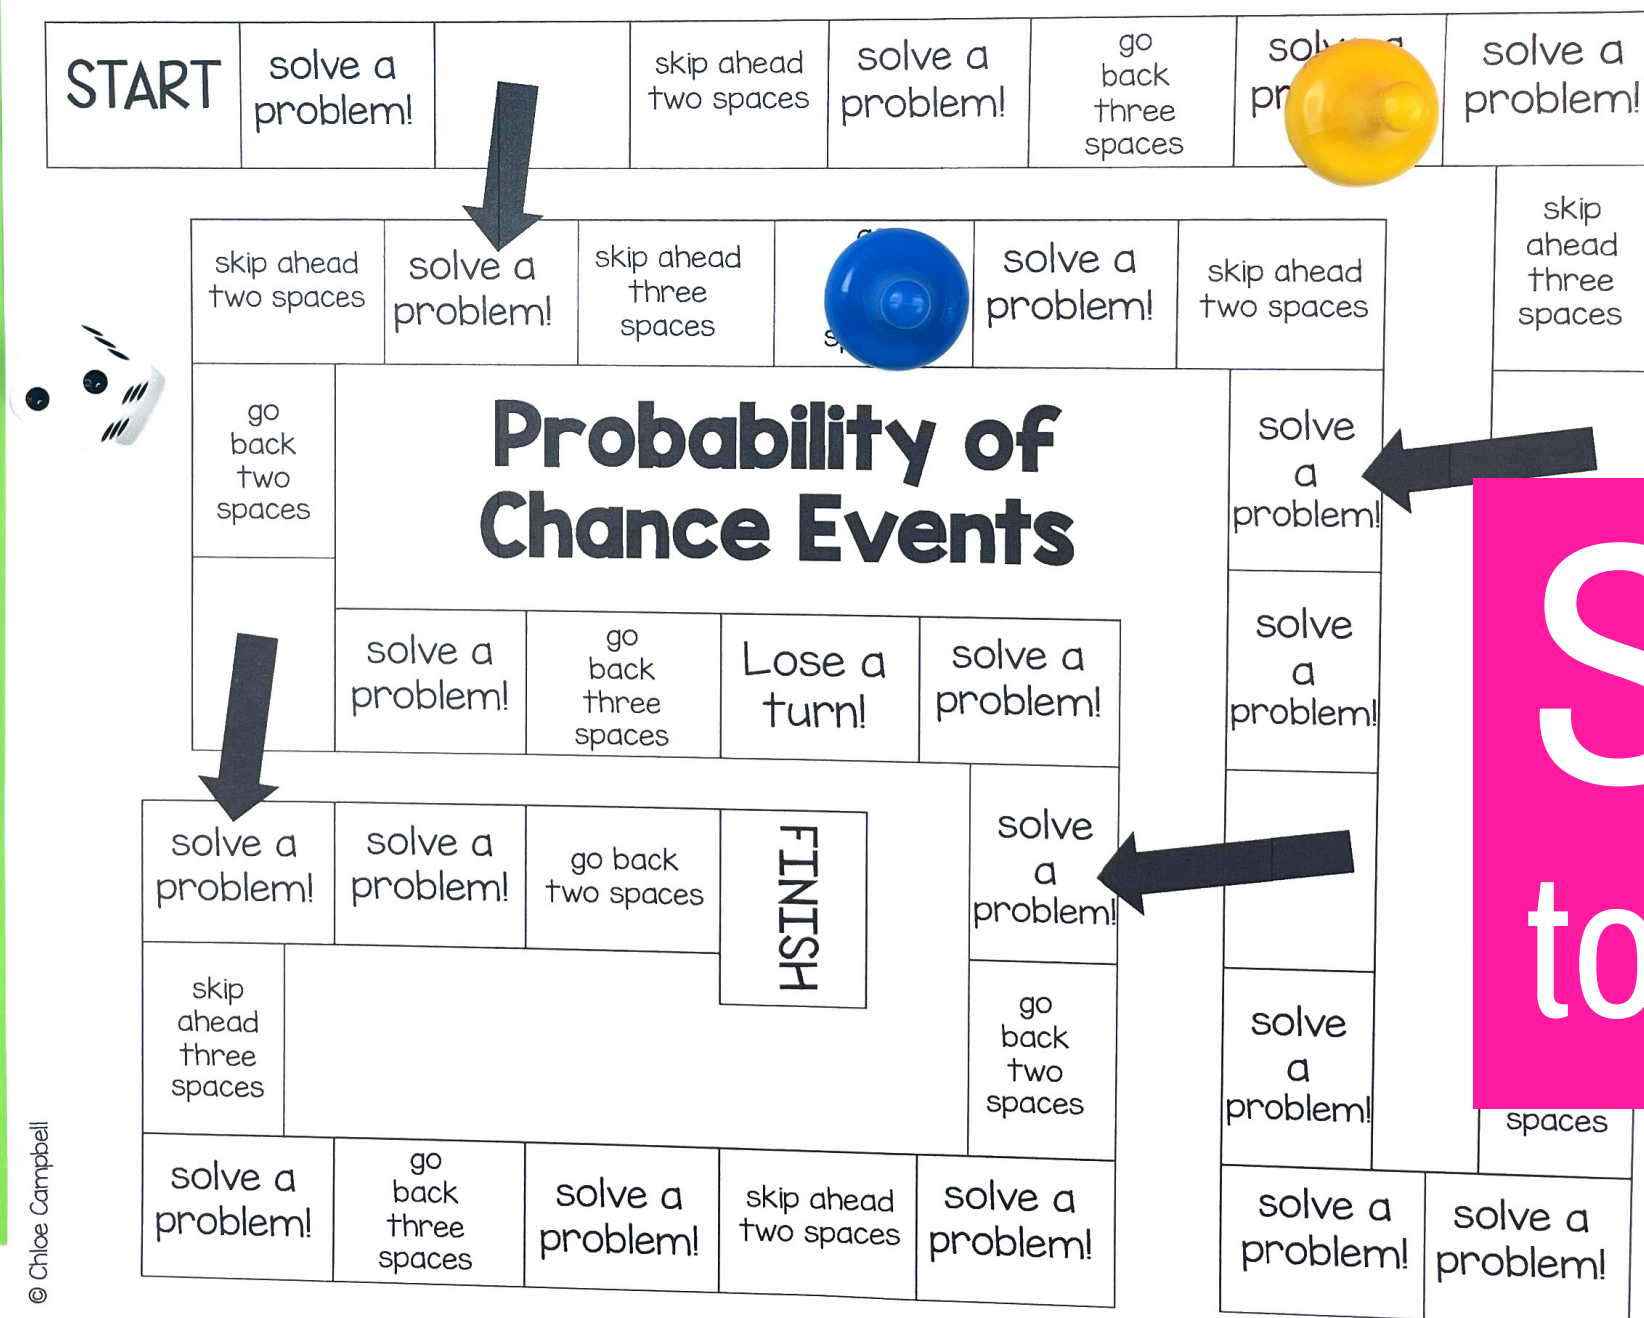 START
solve a
problem!
skip ahead
two spaces
solve a
problem!
go
back
three
spaces
solve a
problem!
skip
ahead
three
spaces
skip ahead
two spaces
solve a
problem!
skip ahead
three
spaces
solve a
problem!
skip ahead
two spaces
go
back
two
spaces
Probability of
Chance Events
solve
a
problem!
solve
a
problem!
solve a
problem!
go
back
three
spaces
Lose a
turn!
solve a
problem!
solve a
problem!
solve a
problem!
go back
two spaces
FINISH
solve
a
problem!
skip
ahead
three
spaces
go
back
two
spaces
solve
a
problem!
spaces
solve a
problem!
go
back
three
spaces
solve a
problem!
skip ahead
two spaces
solve a
problem!
solve a
problem!
solve a
problem!
© Chloe Campbell